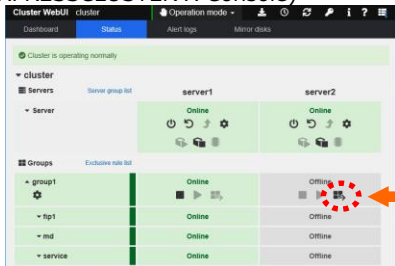 Cluster WebUI cluster Operation mode i ?
Dashboard Status Alert logs Mirror disks
Cluster is operating normally
cluster
Servers Server group list server1 server2
Server Online Online
Groups Exclusive rule list
group1 Online Offline
fip1 Online Offline
md Online Offline
service Online Offline